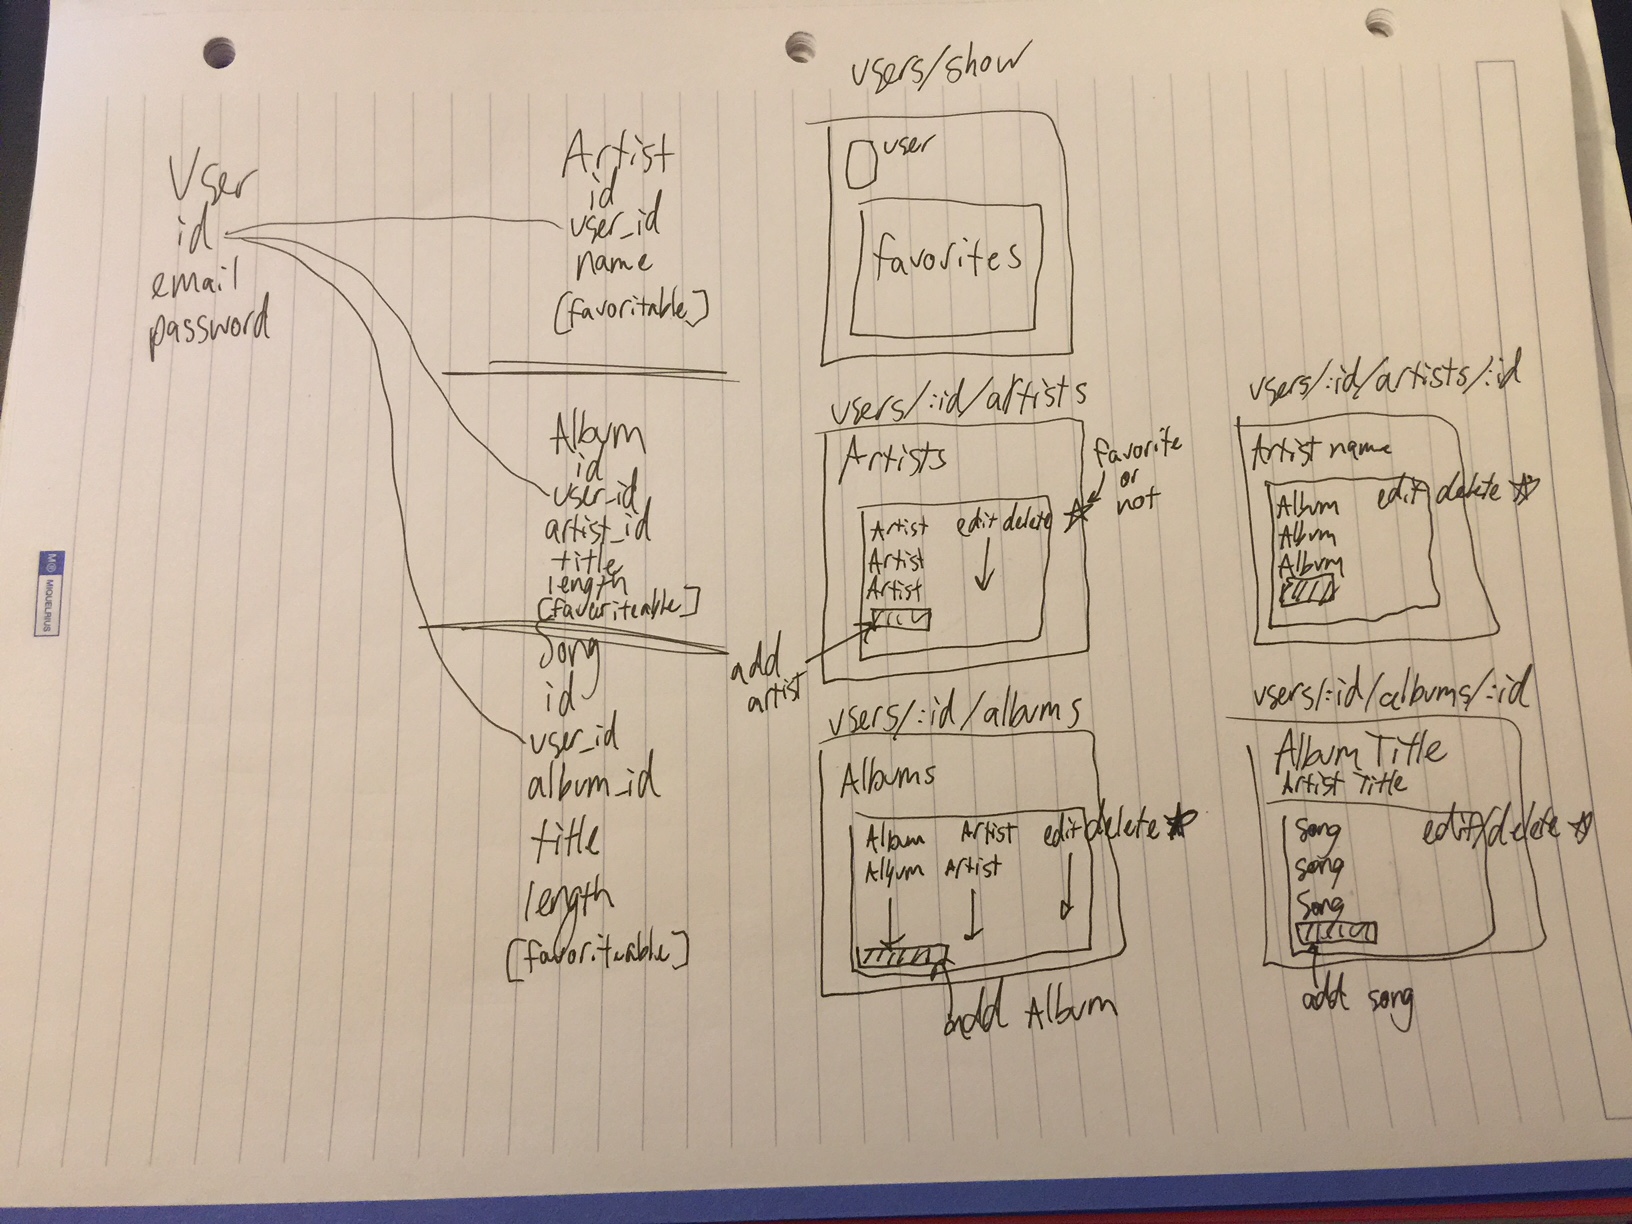 MIQUELRIUS
User
id
email
password
Artist
id
user_id
name
[favoritable]
Album
id
user_id
artist_id
title
length
[favoriteable]
Song
id
user_id
album_id
title
length
[favoritable]
users/show
user
favorites
users/:id/artists
Artists
Artist edit delete
Artist
Artist
add
artist
favorite
or
not
users/:id/albums
Albums
Album Artist edit delete
Album Artist
add Album
users/:id/artists/:id
Artist name
Album edit delete
Album
Album
users/:id/albums/:id
Album Title
Artist Title
song edit/delete
song
song
add song